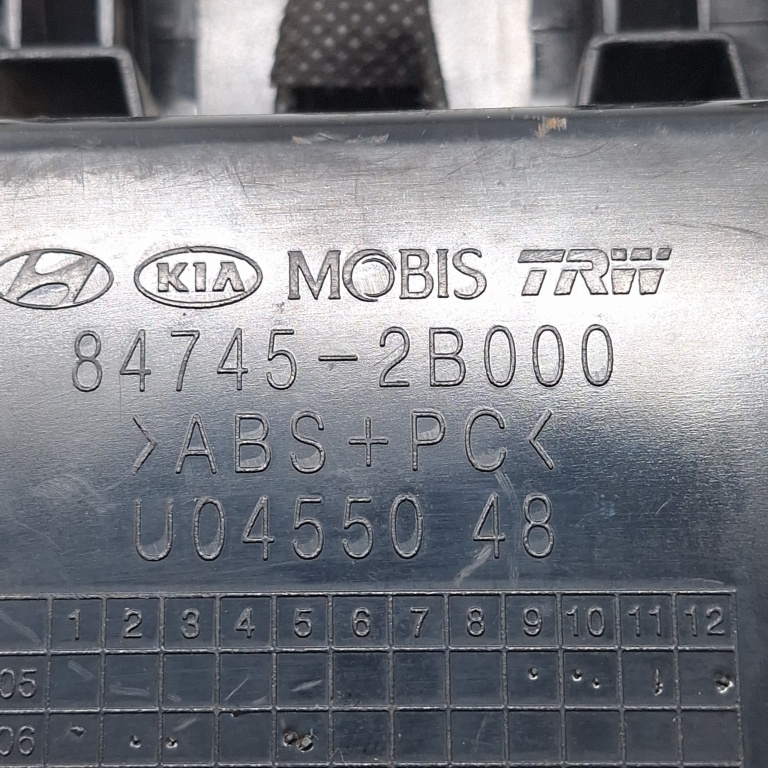 KIA MOBIS TRW
84745-2B000
>ABS+PC<
U04550 48
1 2 3 4 5 6 7 8 9 10 11 12
05
06